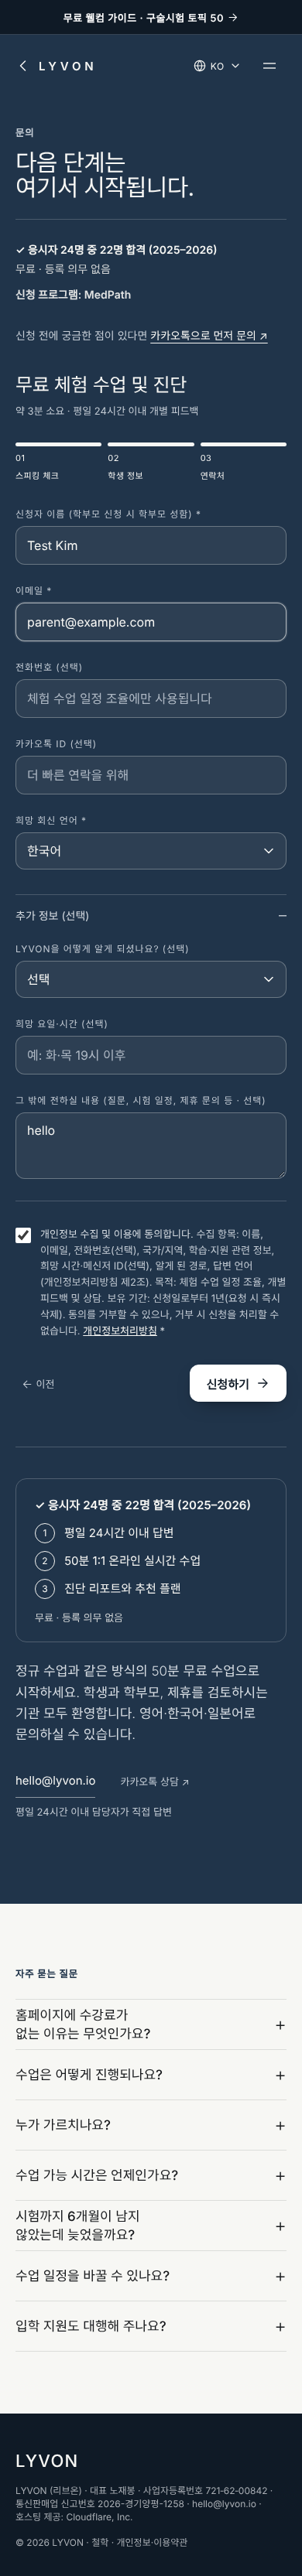 무료 웰컴 가이드 · 구술시험 토픽 50 →
LYVON
KO
문의
다음 단계는
여기서 시작됩니다.
✓ 응시자 24명 중 22명 합격 (2025–2026)
무료 · 등록 의무 없음
신청 프로그램: MedPath
신청 전에 궁금한 점이 있다면 카카오톡으로 먼저 문의 ↗
무료 체험 수업 및 진단
약 3분 소요 · 평일 24시간 이내 개별 피드백
01
스피킹 체크
02
학생 정보
03
연락처
신청자 이름 (학부모 신청 시 학부모 성함) *
Test Kim
이메일 *
parent@example.com
전화번호 (선택)
체험 수업 일정 조율에만 사용됩니다
카카오톡 ID (선택)
더 빠른 연락을 위해
희망 회신 언어 *
한국어
추가 정보 (선택)
LYVON을 어떻게 알게 되셨나요? (선택)
선택
희망 요일·시간 (선택)
예: 화·목 19시 이후
그 밖에 전하실 내용 (질문, 시험 일정, 제휴 문의 등 · 선택)
hello
개인정보 수집 및 이용에 동의합니다. 수집 항목: 이름,
이메일, 전화번호(선택), 국가/지역, 학습·지원 관련 정보,
희망 시간·메신저 ID(선택), 알게 된 경로, 답변 언어
(개인정보처리방침 제2조). 목적: 체험 수업 일정 조율, 개별
피드백 및 상담. 보유 기간: 신청일로부터 1년(요청 시 즉시
삭제). 동의를 거부할 수 있으나, 거부 시 신청을 처리할 수
없습니다. 개인정보처리방침 *
← 이전
신청하기 →
✓ 응시자 24명 중 22명 합격 (2025–2026)
1 평일 24시간 이내 답변
2 50분 1:1 온라인 실시간 수업
3 진단 리포트와 추천 플랜
무료 · 등록 의무 없음
정규 수업과 같은 방식의 50분 무료 수업으로
시작하세요. 학생과 학부모, 제휴를 검토하시는
기관 모두 환영합니다. 영어·한국어·일본어로
문의하실 수 있습니다.
hello@lyvon.io
카카오톡 상담 ↗
평일 24시간 이내 담당자가 직접 답변
자주 묻는 질문
홈페이지에 수강료가
없는 이유는 무엇인가요?
수업은 어떻게 진행되나요?
누가 가르치나요?
수업 가능 시간은 언제인가요?
시험까지 6개월이 남지
않았는데 늦었을까요?
수업 일정을 바꿀 수 있나요?
입학 지원도 대행해 주나요?
LYVON
LYVON (리브온) · 대표 노재봉 · 사업자등록번호 721-62-00842 ·
통신판매업 신고번호 2026-경기양평-1258 · hello@lyvon.io ·
호스팅 제공: Cloudflare, Inc.
© 2026 LYVON · 철학 · 개인정보·이용약관